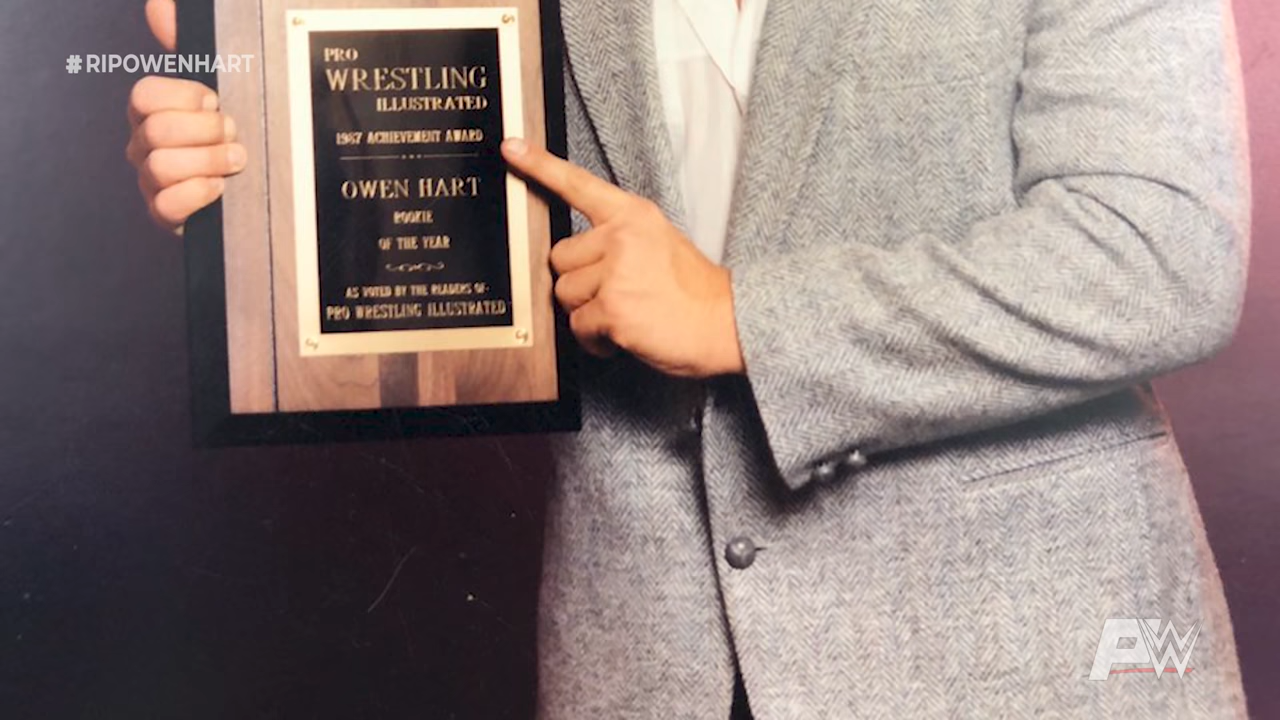 #RIPOWENHART
PRO
WRESTLING
ILLUSTRATED
1987 ACHIEVEMENT AWARD
OWEN HART
ROOKIE
OF THE YEAR
AS VOTED BY THE READERS OF
PRO WRESTLING ILLUSTRATED
PW